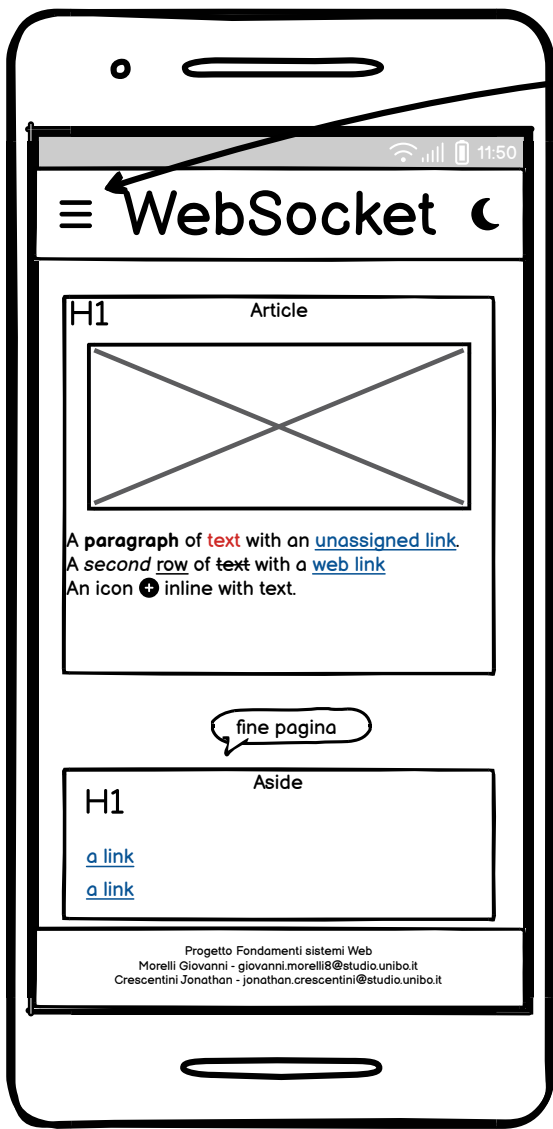 11:50
WebSocket
H1
Article
A paragraph of text with an unassigned link.
A second row of text with a web link
An icon inline with text.
fine pagina
Aside
H1
a link
a link
Progetto Fondamenti sistemi Web
Morelli Giovanni - giovanni.morelli8@studio.unibo.it
Crescentini Jonathan - jonathan.crescentini@studio.unibo.it